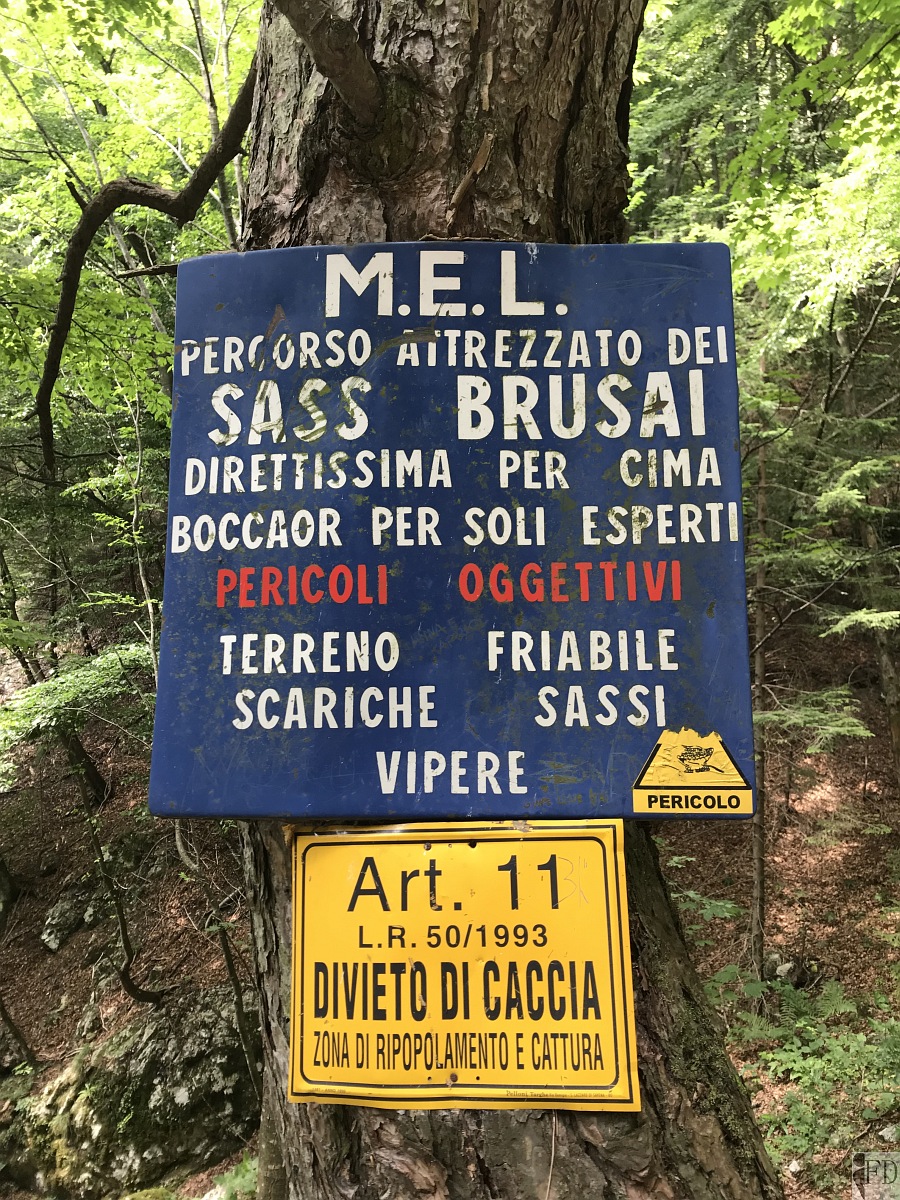 M.E.L.
PERCORSO ATTREZZATO DEI
SASS BRUSAI
DIRETTISSIMA PER CIMA
BOCCAOR PER SOLI ESPERTI
PERICOLI OGGETTIVI
TERRENO FRIABILE
SCARICHE SASSI
VIPERE
PERICOLO
Art. 11
L.R. 50/1993
DIVIETO DI CACCIA
ZONA DI RIPOPOLAMENTO E CATTURA
FD